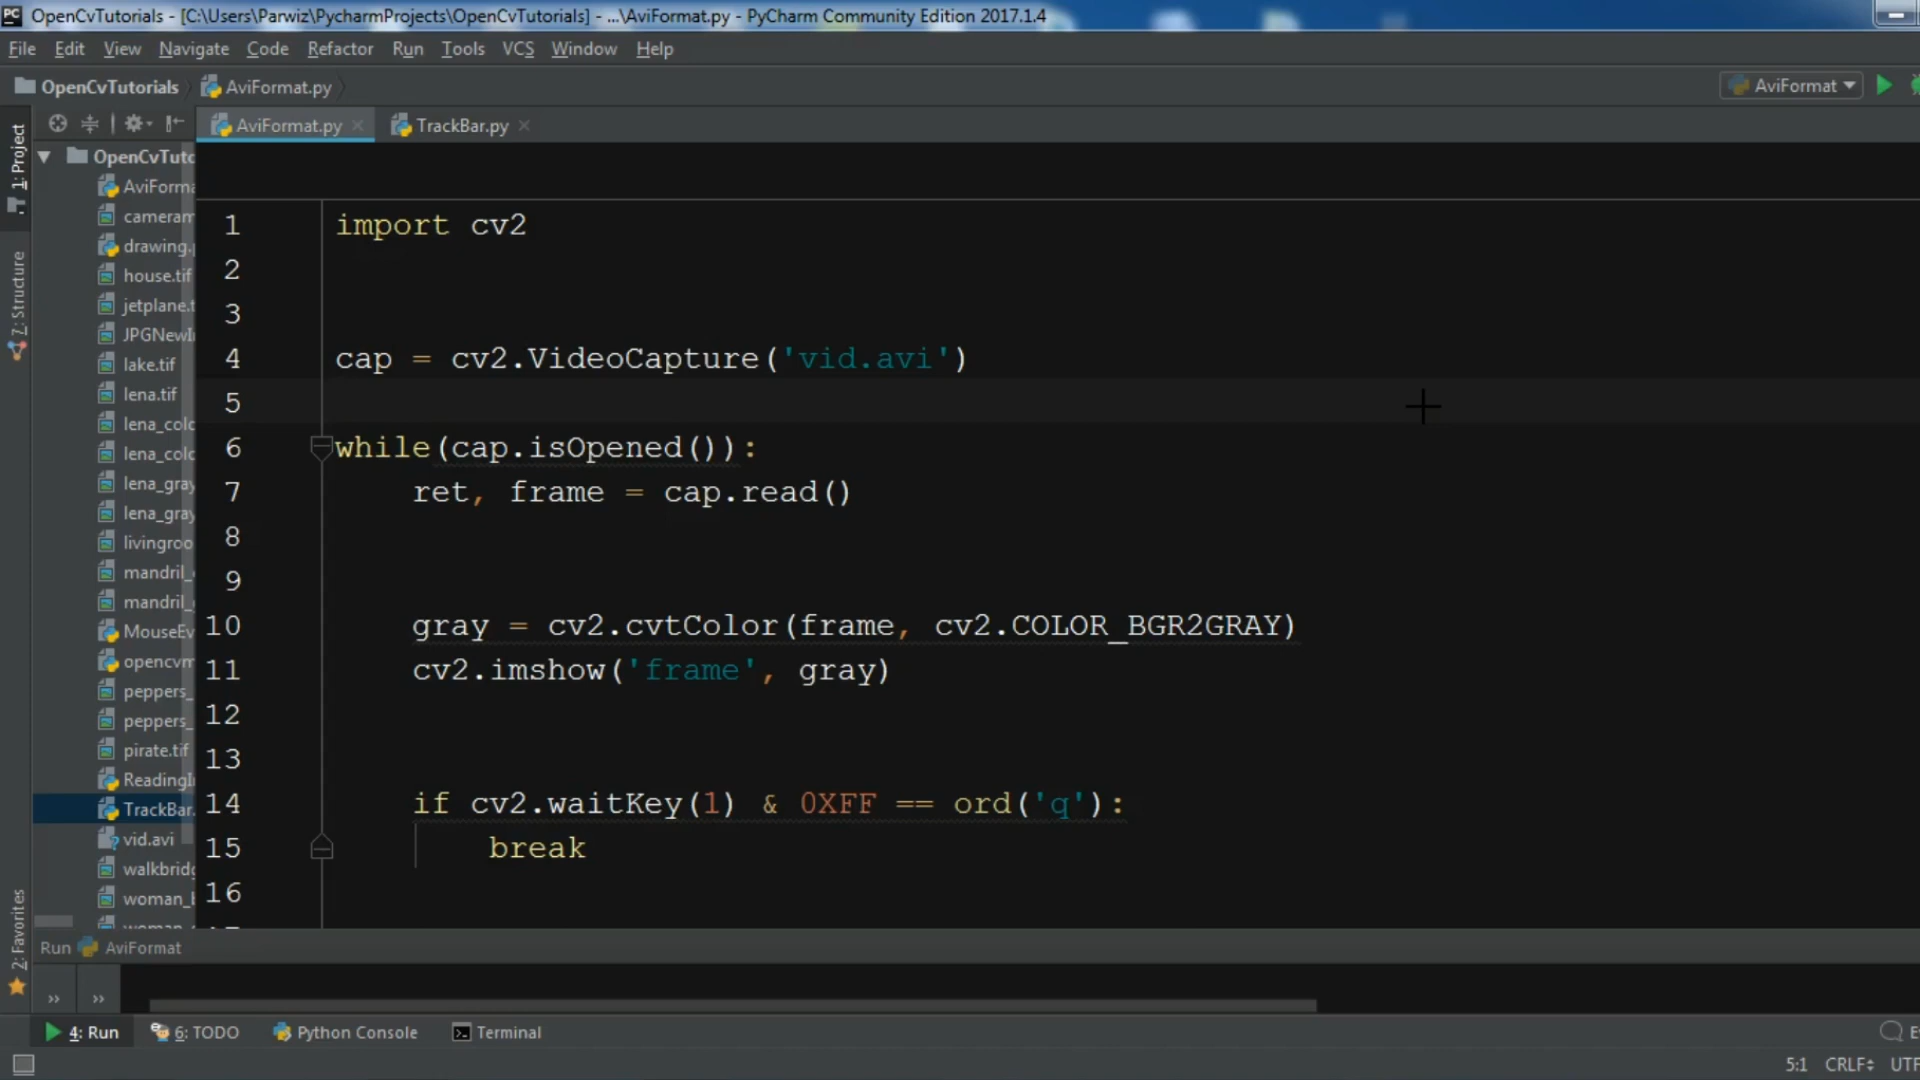 OpenCvTutorials - [C:\Users\Parwiz\PycharmProjects\OpenCvTutorials] - ...\AviFormat.py - PyCharm Community Edition 2017.1.4
File Edit View Navigate Code Refactor Run Tools VCS Window Help
OpenCvTutorials AviFormat.py AviFormat
AviFormat.py TrackBar.py
1: Project
7: Structure
2: Favorites
OpenCvTuto
AviForma
cameram
drawing.p
house.tif
jetplane.t
JPGNewI
lake.tif
lena.tif
lena_colo
lena_colo
lena_gray
lena_gray
livingroo
mandril_
mandril_
MouseEv
opencvm
peppers_
peppers_
pirate.tif
ReadingI
TrackBar.
vid.avi
walkbridg
woman_b
1 import cv2
2
3
4 cap = cv2.VideoCapture('vid.avi')
5
6 while(cap.isOpened()):
7 ret, frame = cap.read()
8
9
10 gray = cv2.cvtColor(frame, cv2.COLOR_BGR2GRAY)
11 cv2.imshow('frame', gray)
12
13
14 if cv2.waitKey(1) & 0XFF == ord('q'):
15 break
16
Run AviFormat
4: Run 6: TODO Python Console Terminal
5:1 CRLF UTF